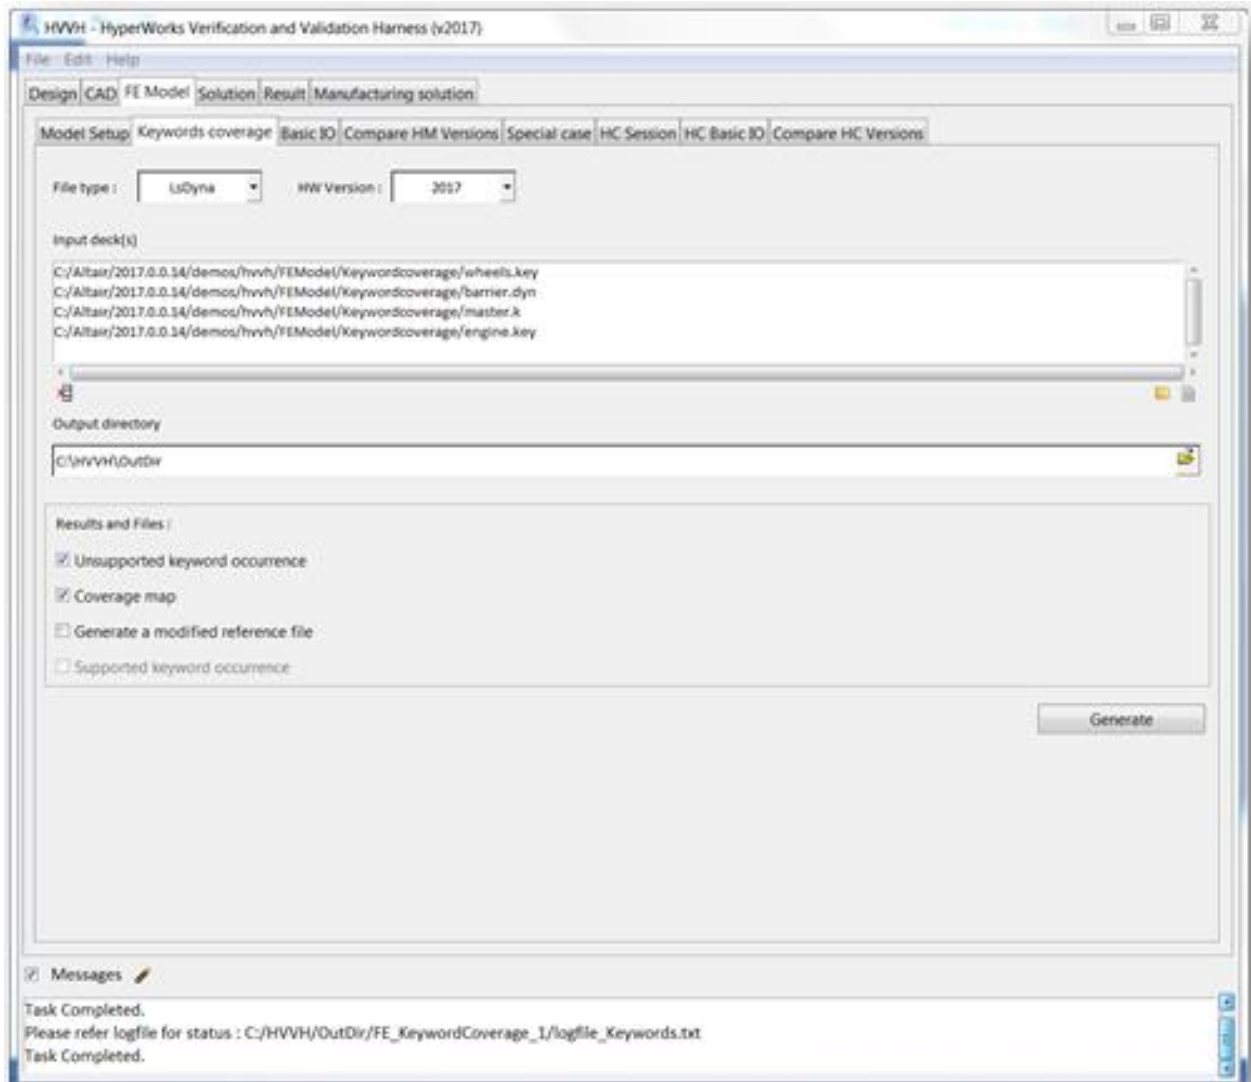 HVVH - HyperWorks Verification and Validation Harness (v2017)
File Edit Help
Design CAD FE Model Solution Result Manufacturing solution
Model Setup Keywords coverage Basic IO Compare HM Versions Special case HC Session HC Basic IO Compare HC Versions
File type : LsDyna HW Version : 2017
Input deck(s)
C:/Altair/2017.0.0.14/demos/hvvh/FEModel/Keywordcoverage/wheels.key
C:/Altair/2017.0.0.14/demos/hvvh/FEModel/Keywordcoverage/barrier.dyn
C:/Altair/2017.0.0.14/demos/hvvh/FEModel/Keywordcoverage/master.k
C:/Altair/2017.0.0.14/demos/hvvh/FEModel/Keywordcoverage/engine.key
Output directory
C:\HVVH\OutDir
Results and Files :
Unsupported keyword occurrence
Coverage map
Generate a modified reference file
Supported keyword occurrence
Generate
Messages
Task Completed.
Please refer logfile for status : C:/HVVH/OutDir/FE_KeywordCoverage_1/logfile_Keywords.txt
Task Completed.